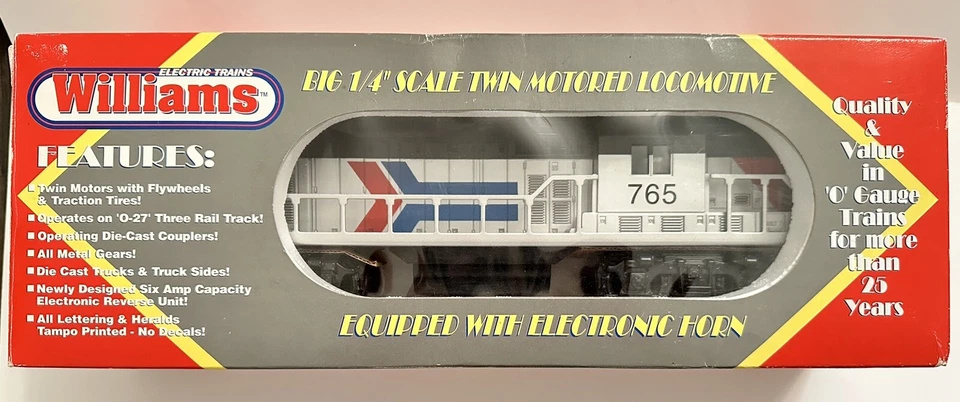 ELECTRIC TRAINS
Williams™
BIG 1/4" SCALE TWIN MOTORED LOCOMOTIVE
FEATURES:
Twin Motors with Flywheels
& Traction Tires!
Operates on 'O-27' Three Rail Track!
Operating Die-Cast Couplers!
All Metal Gears!
Die Cast Trucks & Truck Sides!
Newly Designed Six Amp Capacity
Electronic Reverse Unit!
All Lettering & Heralds
Tampo Printed - No Decals!
765
EQUIPPED WITH ELECTRONIC HORN
Quality
&
Value
in
'O' Gauge
Trains
for more
than
25
Years